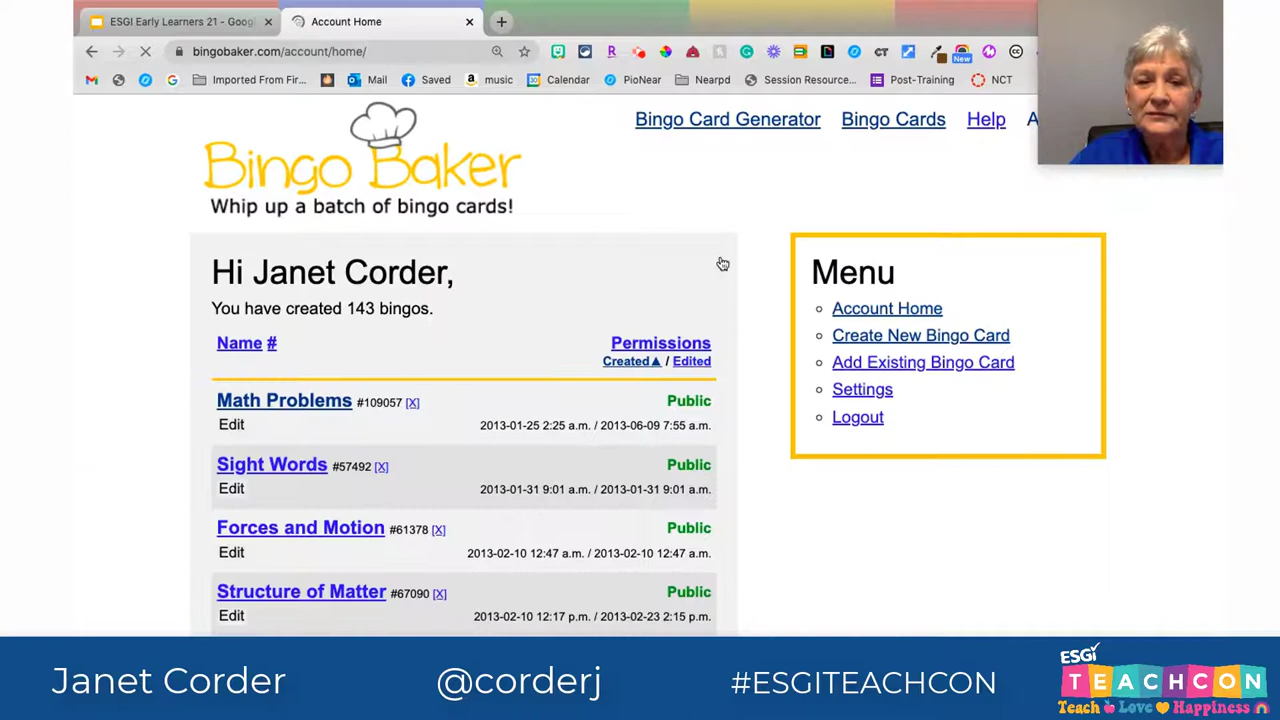 ESGI Early Learners 21 - Goog
Account Home
bingobaker.com/account/home/
New
Imported From Fir...
Mail
Saved
music
Calendar
PioNear
Nearpd
Session Resource...
Post-Training
NCT
Bingo Baker
Whip up a batch of bingo cards!
Bingo Card Generator
Bingo Cards
Help
A
Hi Janet Corder,
You have created 143 bingos.
Name #
Permissions
Created▲ / Edited
Math Problems #109057 [X]
Public
Edit
2013-01-25 2:25 a.m. / 2013-06-09 7:55 a.m.
Sight Words #57492 [X]
Public
Edit
2013-01-31 9:01 a.m. / 2013-01-31 9:01 a.m.
Forces and Motion #61378 [X]
Public
Edit
2013-02-10 12:47 a.m. / 2013-02-10 12:47 a.m.
Structure of Matter #67090 [X]
Public
Edit
2013-02-10 12:17 p.m. / 2013-02-23 2:15 p.m.
Menu
Account Home
Create New Bingo Card
Add Existing Bingo Card
Settings
Logout
Janet Corder
@corderj
#ESGITEACHCON
ESGI
TEACHCON
Teach Love Happiness